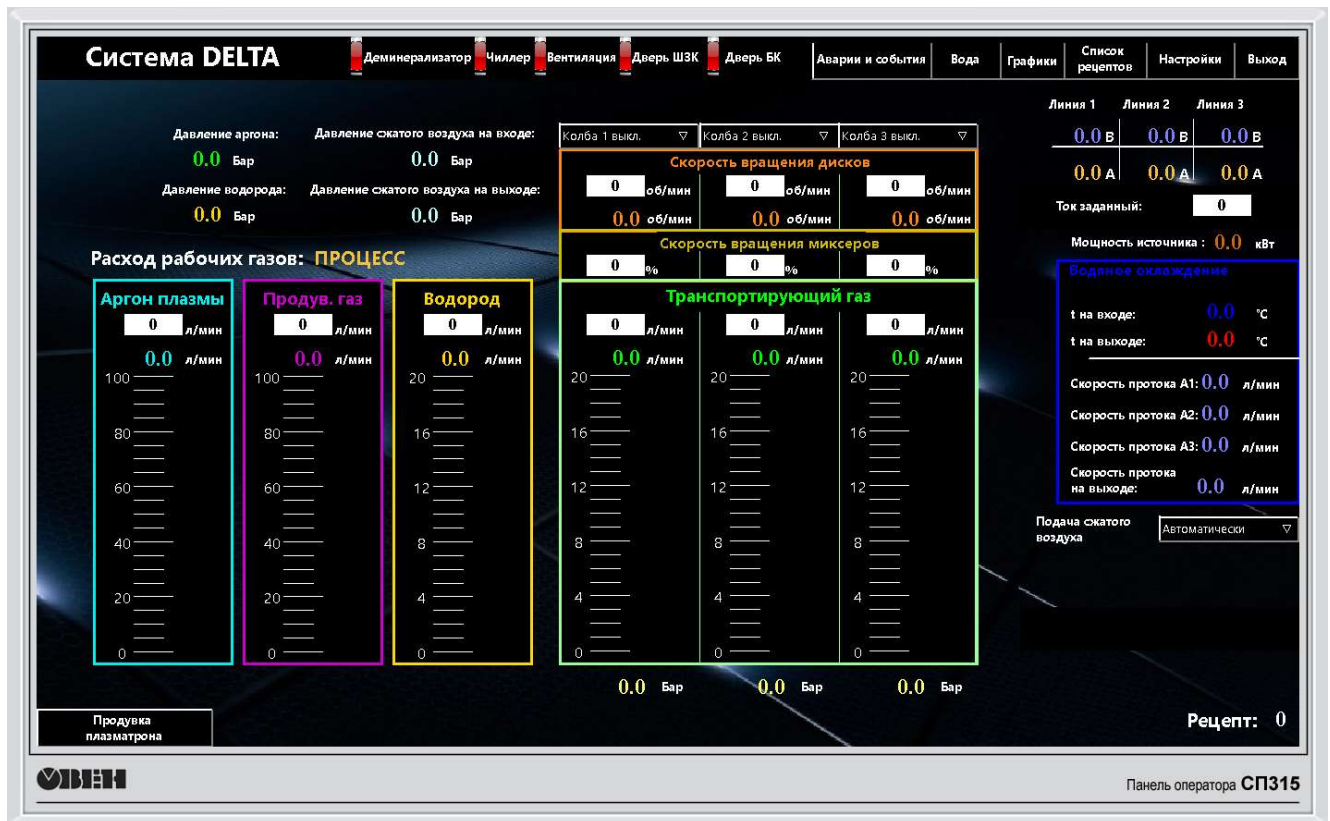 Система DELTA
Деминерализатор
Чиллер
Вентиляция
Дверь ШЗК
Дверь БК
Аварии и события
Вода
Графики
Список
рецептов
Настройки
Выход
Линия 1 Линия 2 Линия 3
0.0 В 0.0 В 0.0 В
0.0 А 0.0 А 0.0 А
Ток заданный: 0
Мощность источника : 0.0 кВт
Давление аргона: Давление сжатого воздуха на входе:
0.0 Бар 0.0 Бар
Давление водорода: Давление сжатого воздуха на выходе:
0.0 Бар 0.0 Бар
Колба 1 выкл. Колба 2 выкл. Колба 3 выкл.
Скорость вращения дисков
0 об/мин 0 об/мин 0 об/мин
0.0 об/мин 0.0 об/мин 0.0 об/мин
Скорость вращения миксеров
0 % 0 % 0 %
Расход рабочих газов: ПРОЦЕСС
Аргон плазмы
0 л/мин
0.0 л/мин
100
80
60
40
20
0
Продув. газ
0 л/мин
0.0 л/мин
100
80
60
40
20
0
Водород
0 л/мин
0.0 л/мин
20
16
12
8
4
0
Транспортирующий газ
0 л/мин 0 л/мин 0 л/мин
0.0 л/мин 0.0 л/мин 0.0 л/мин
20 20 20
16 16 16
12 12 12
8 8 8
4 4 4
0 0 0
0.0 Бар 0.0 Бар 0.0 Бар
Водяное охлаждение
t на входе: 0.0 °C
t на выходе: 0.0 °C
Скорость протока А1: 0.0 л/мин
Скорость протока А2: 0.0 л/мин
Скорость протока А3: 0.0 л/мин
Скорость протока
на выходе: 0.0 л/мин
Подача сжатого
воздуха
Автоматически
Продувка
плазматрона
Рецепт: 0
ОВЕН
Панель оператора СП315